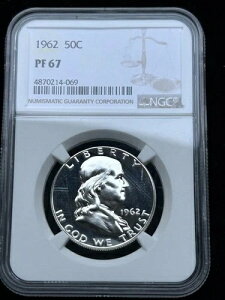 1962 50C
PF 67
4870214-069
NUMISMATIC GUARANTY CORPORATION
NGC
LIBERTY
1962
IN GOD WE TRUST